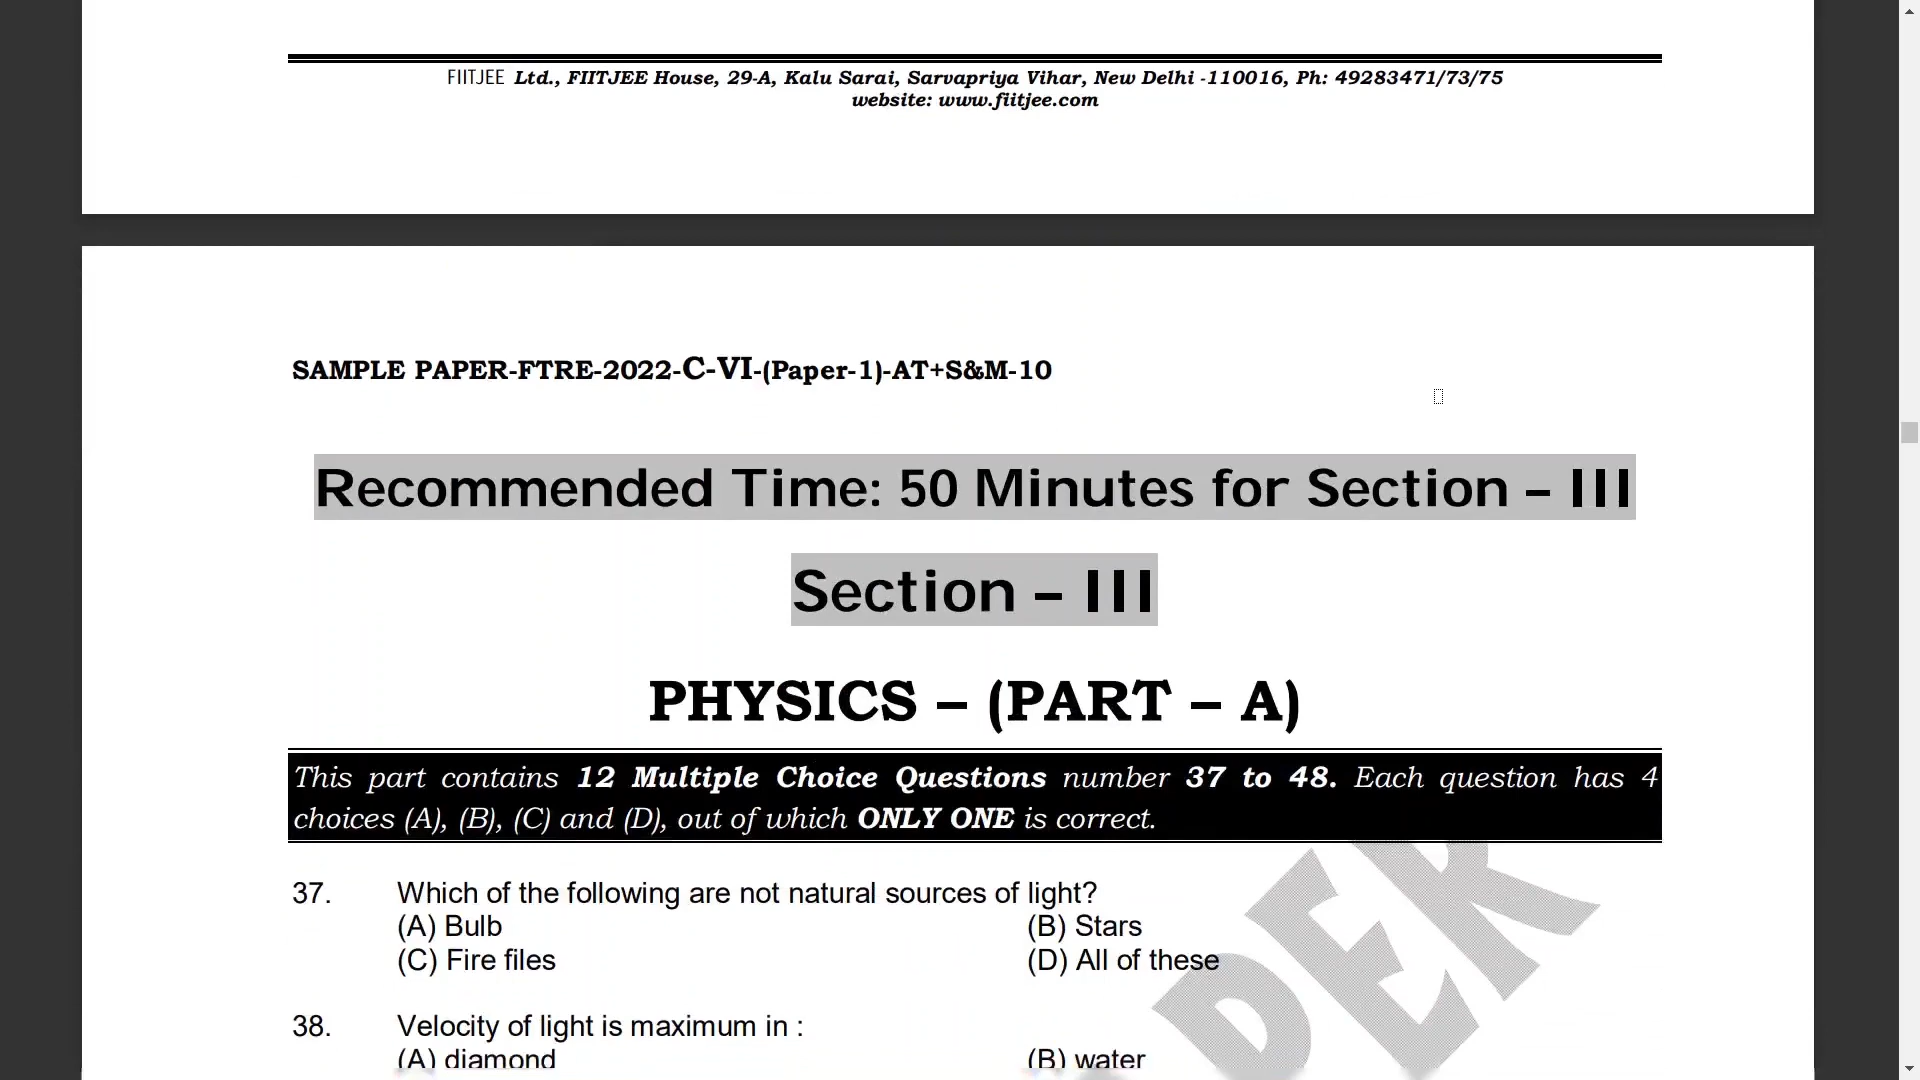 FIITJEE Ltd., FIITJEE House, 29-A, Kalu Sarai, Sarvapriya Vihar, New Delhi -110016, Ph: 49283471/73/75
website: www.fiitjee.com
SAMPLE PAPER-FTRE-2022-C-VI-(Paper-1)-AT+S&M-10
Recommended Time: 50 Minutes for Section – III
Section – III
PHYSICS – (PART – A)
This part contains 12 Multiple Choice Questions number 37 to 48. Each question has 4
choices (A), (B), (C) and (D), out of which ONLY ONE is correct.
37. Which of the following are not natural sources of light?
(A) Bulb (B) Stars
(C) Fire files (D) All of these
38. Velocity of light is maximum in :
(A) diamond (B) water
PER